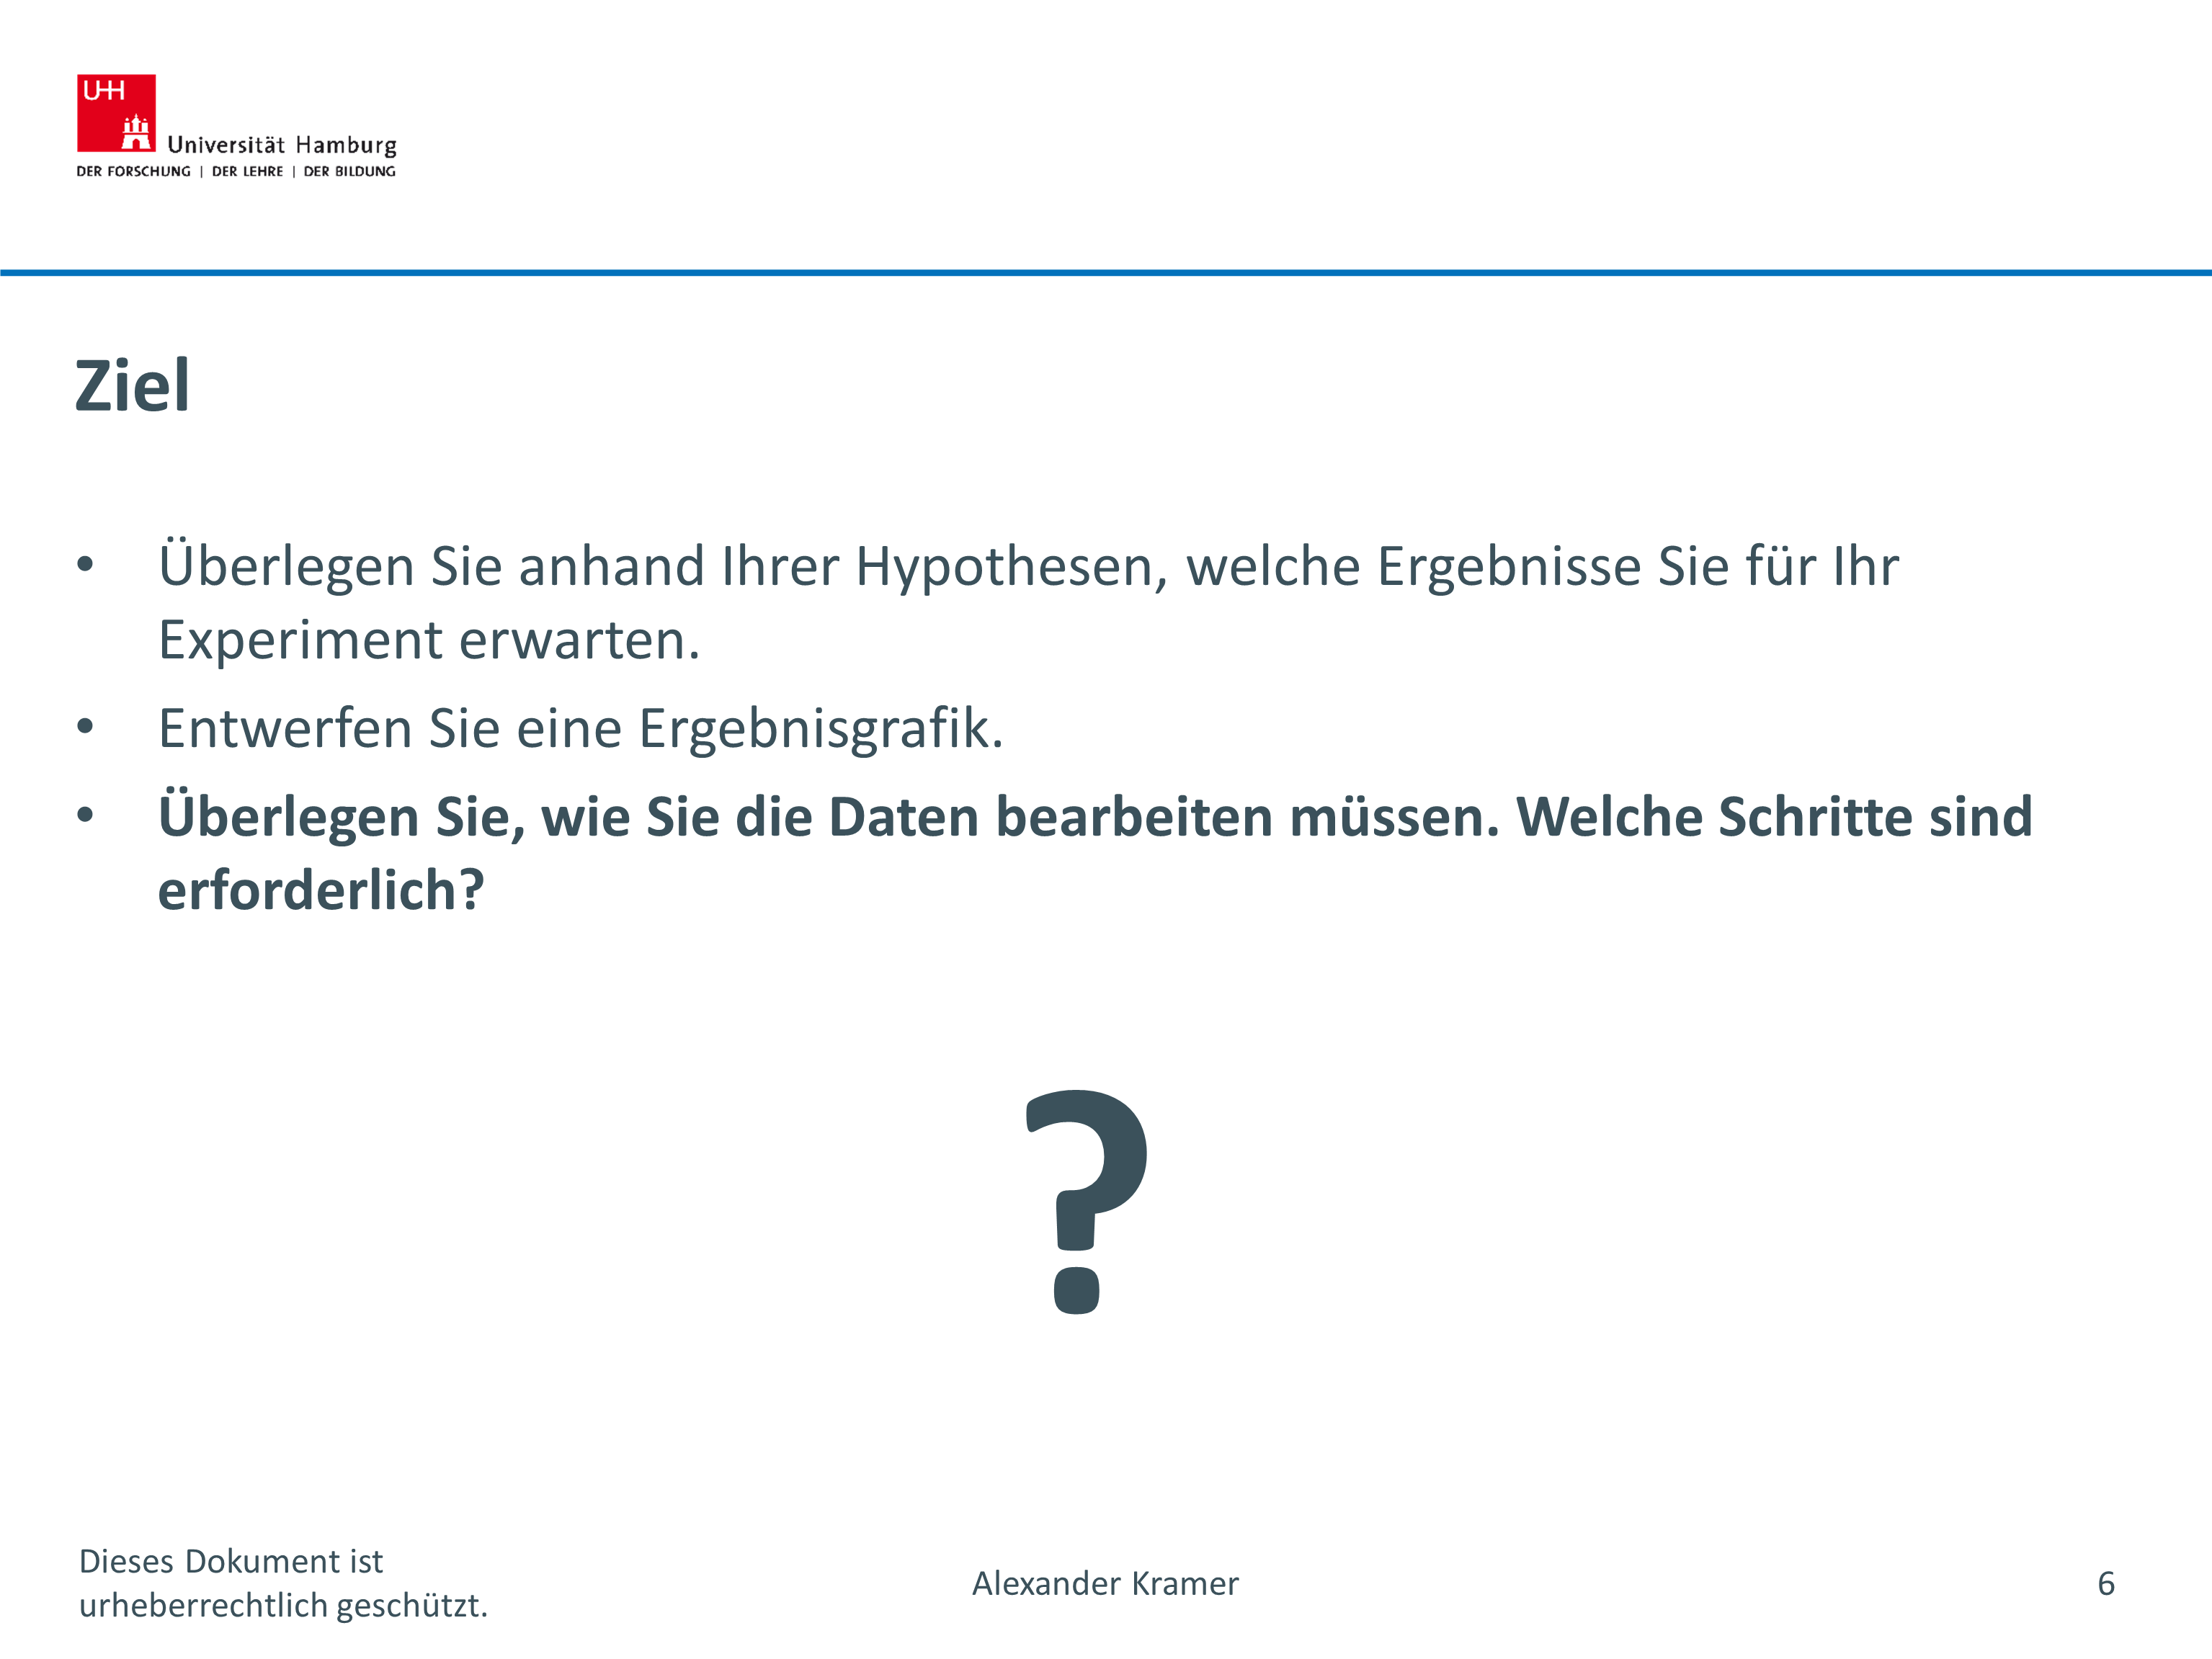 UHH
Universität Hamburg
DER FORSCHUNG | DER LEHRE | DER BILDUNG
Ziel
• Überlegen Sie anhand Ihrer Hypothesen, welche Ergebnisse Sie für Ihr
Experiment erwarten.
• Entwerfen Sie eine Ergebnisgrafik.
• Überlegen Sie, wie Sie die Daten bearbeiten müssen. Welche Schritte sind
erforderlich?
?
Dieses Dokument ist
urheberrechtlich geschützt.
Alexander Kramer
6